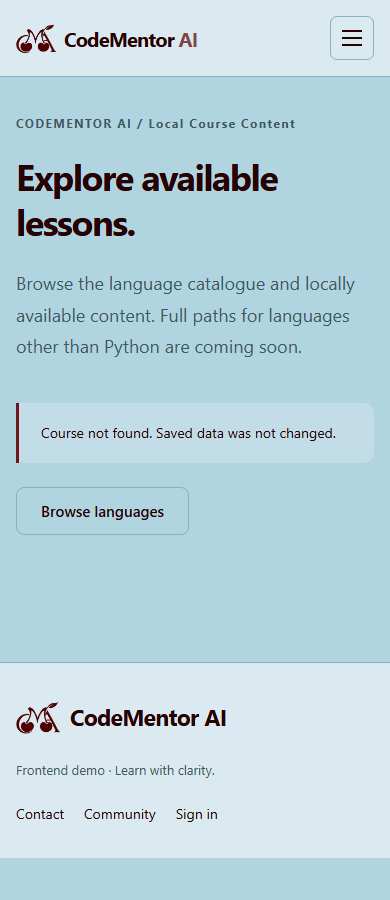 CodeMentor AI
CODEMENTOR AI / Local Course Content
Explore available
lessons.
Browse the language catalogue and locally
available content. Full paths for languages
other than Python are coming soon.
Course not found. Saved data was not changed.
Browse languages
CodeMentor AI
Frontend demo · Learn with clarity.
Contact Community Sign in